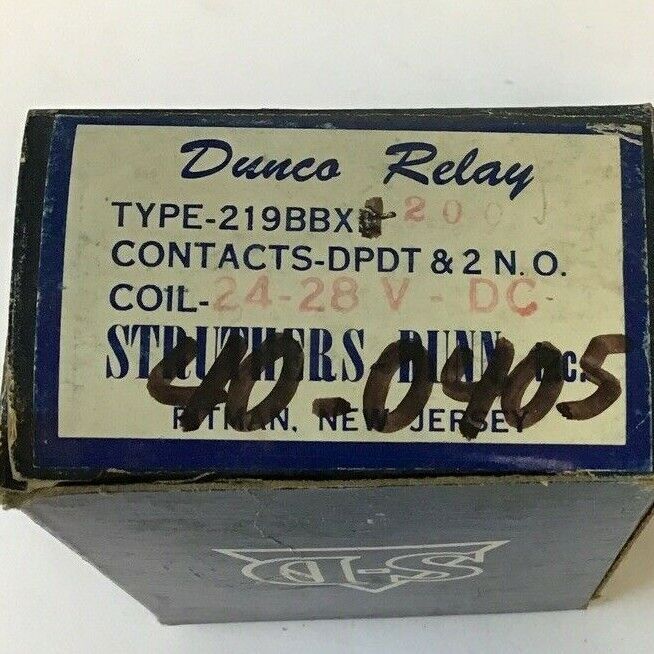 Dunco Relay
TYPE-219BBX 200
CONTACTS-DPDT & 2 N.O.
COIL-24-28 V - DC
STRUTHERS-DUNN, Inc.
40-0405
PITMAN, NEW JERSEY
S-D